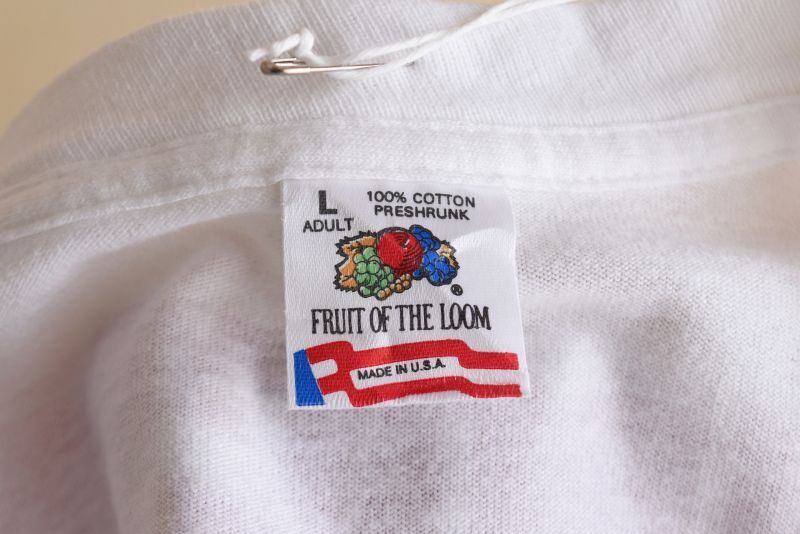 L
ADULT
100% COTTON
PRESHRUNK
®
FRUIT OF THE LOOM
MADE IN U.S.A.